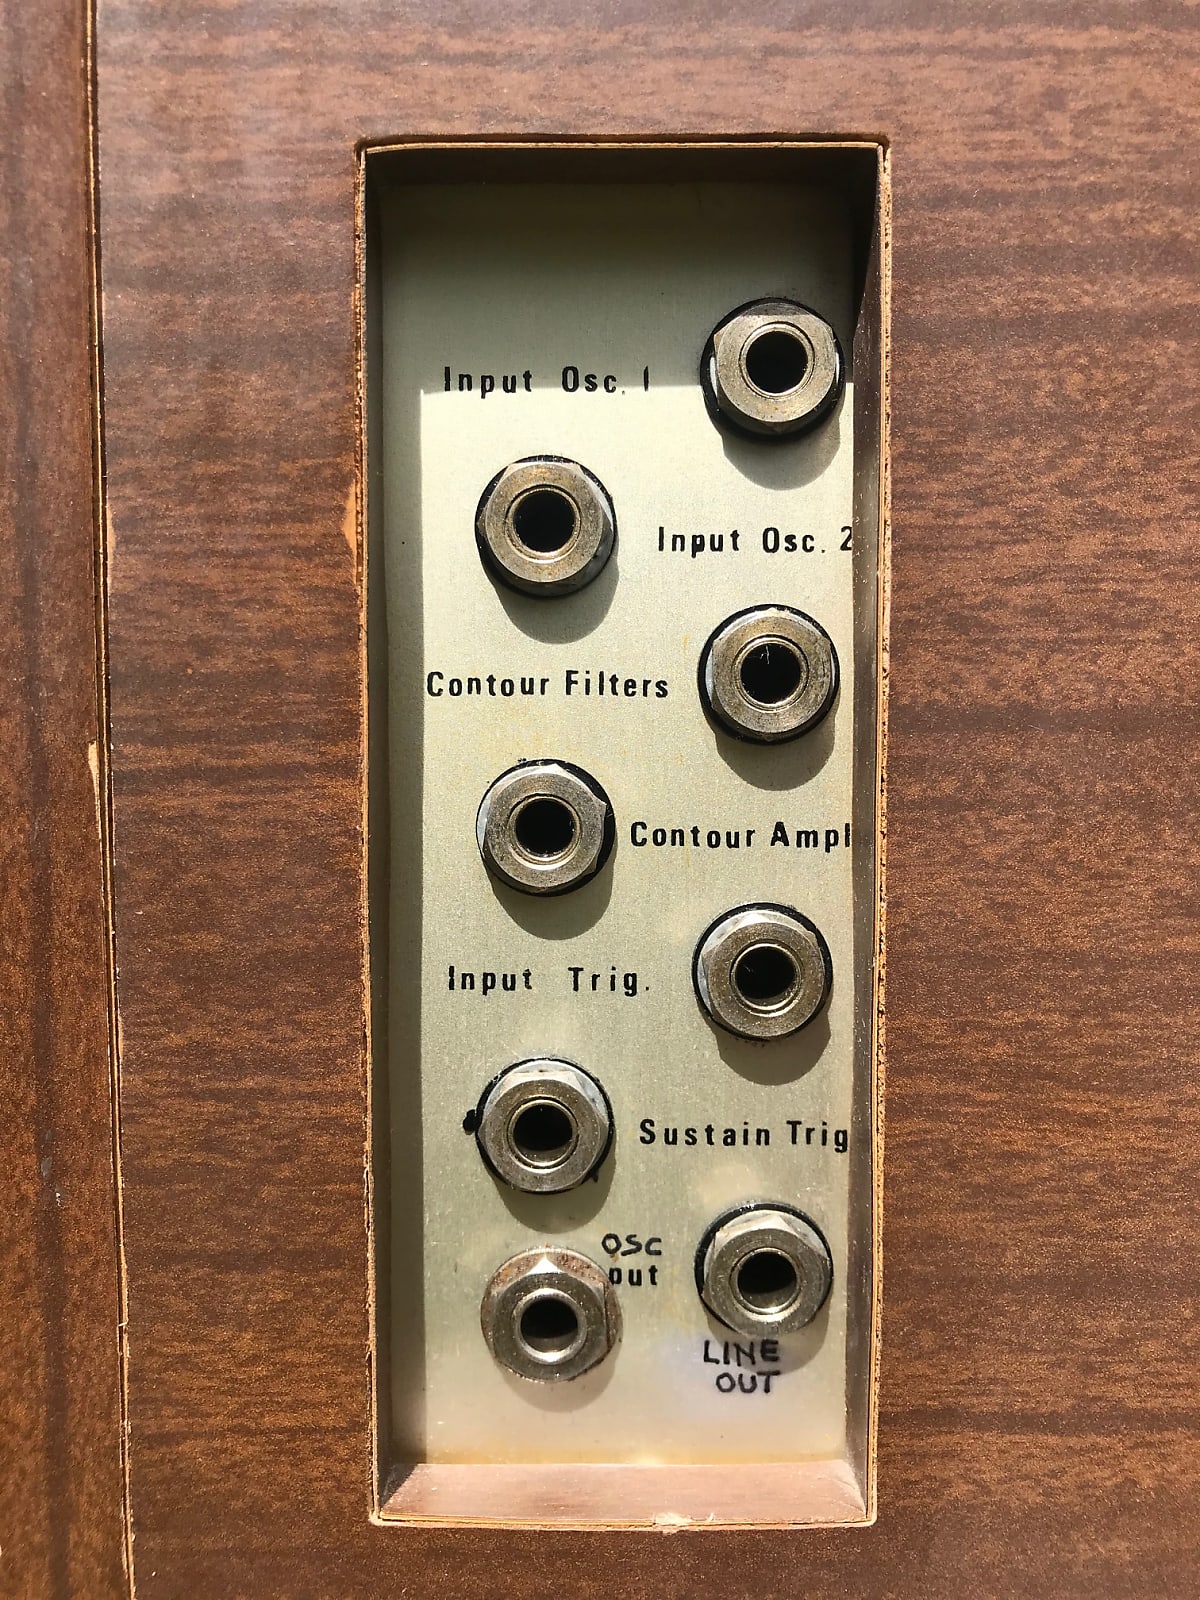 Input Osc. 1
Input Osc. 2
Contour Filters
Contour Ampl
Input Trig.
Sustain Trig
OSC
out
LINE
OUT